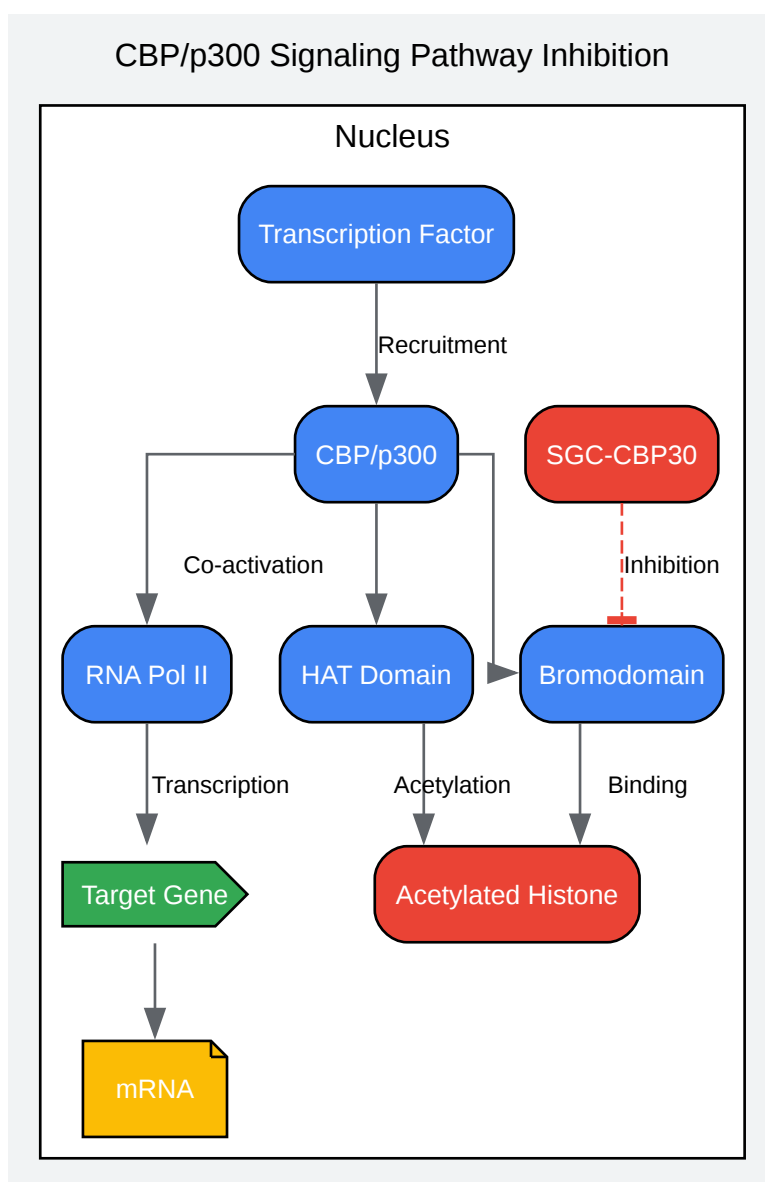 CBP/p300 Signaling Pathway Inhibition
Nucleus
Transcription Factor
Recruitment
CBP/p300
SGC-CBP30
Co-activation
Inhibition
RNA Pol II
HAT Domain
Bromodomain
Transcription
Acetylation
Binding
Target Gene
Acetylated Histone
mRNA